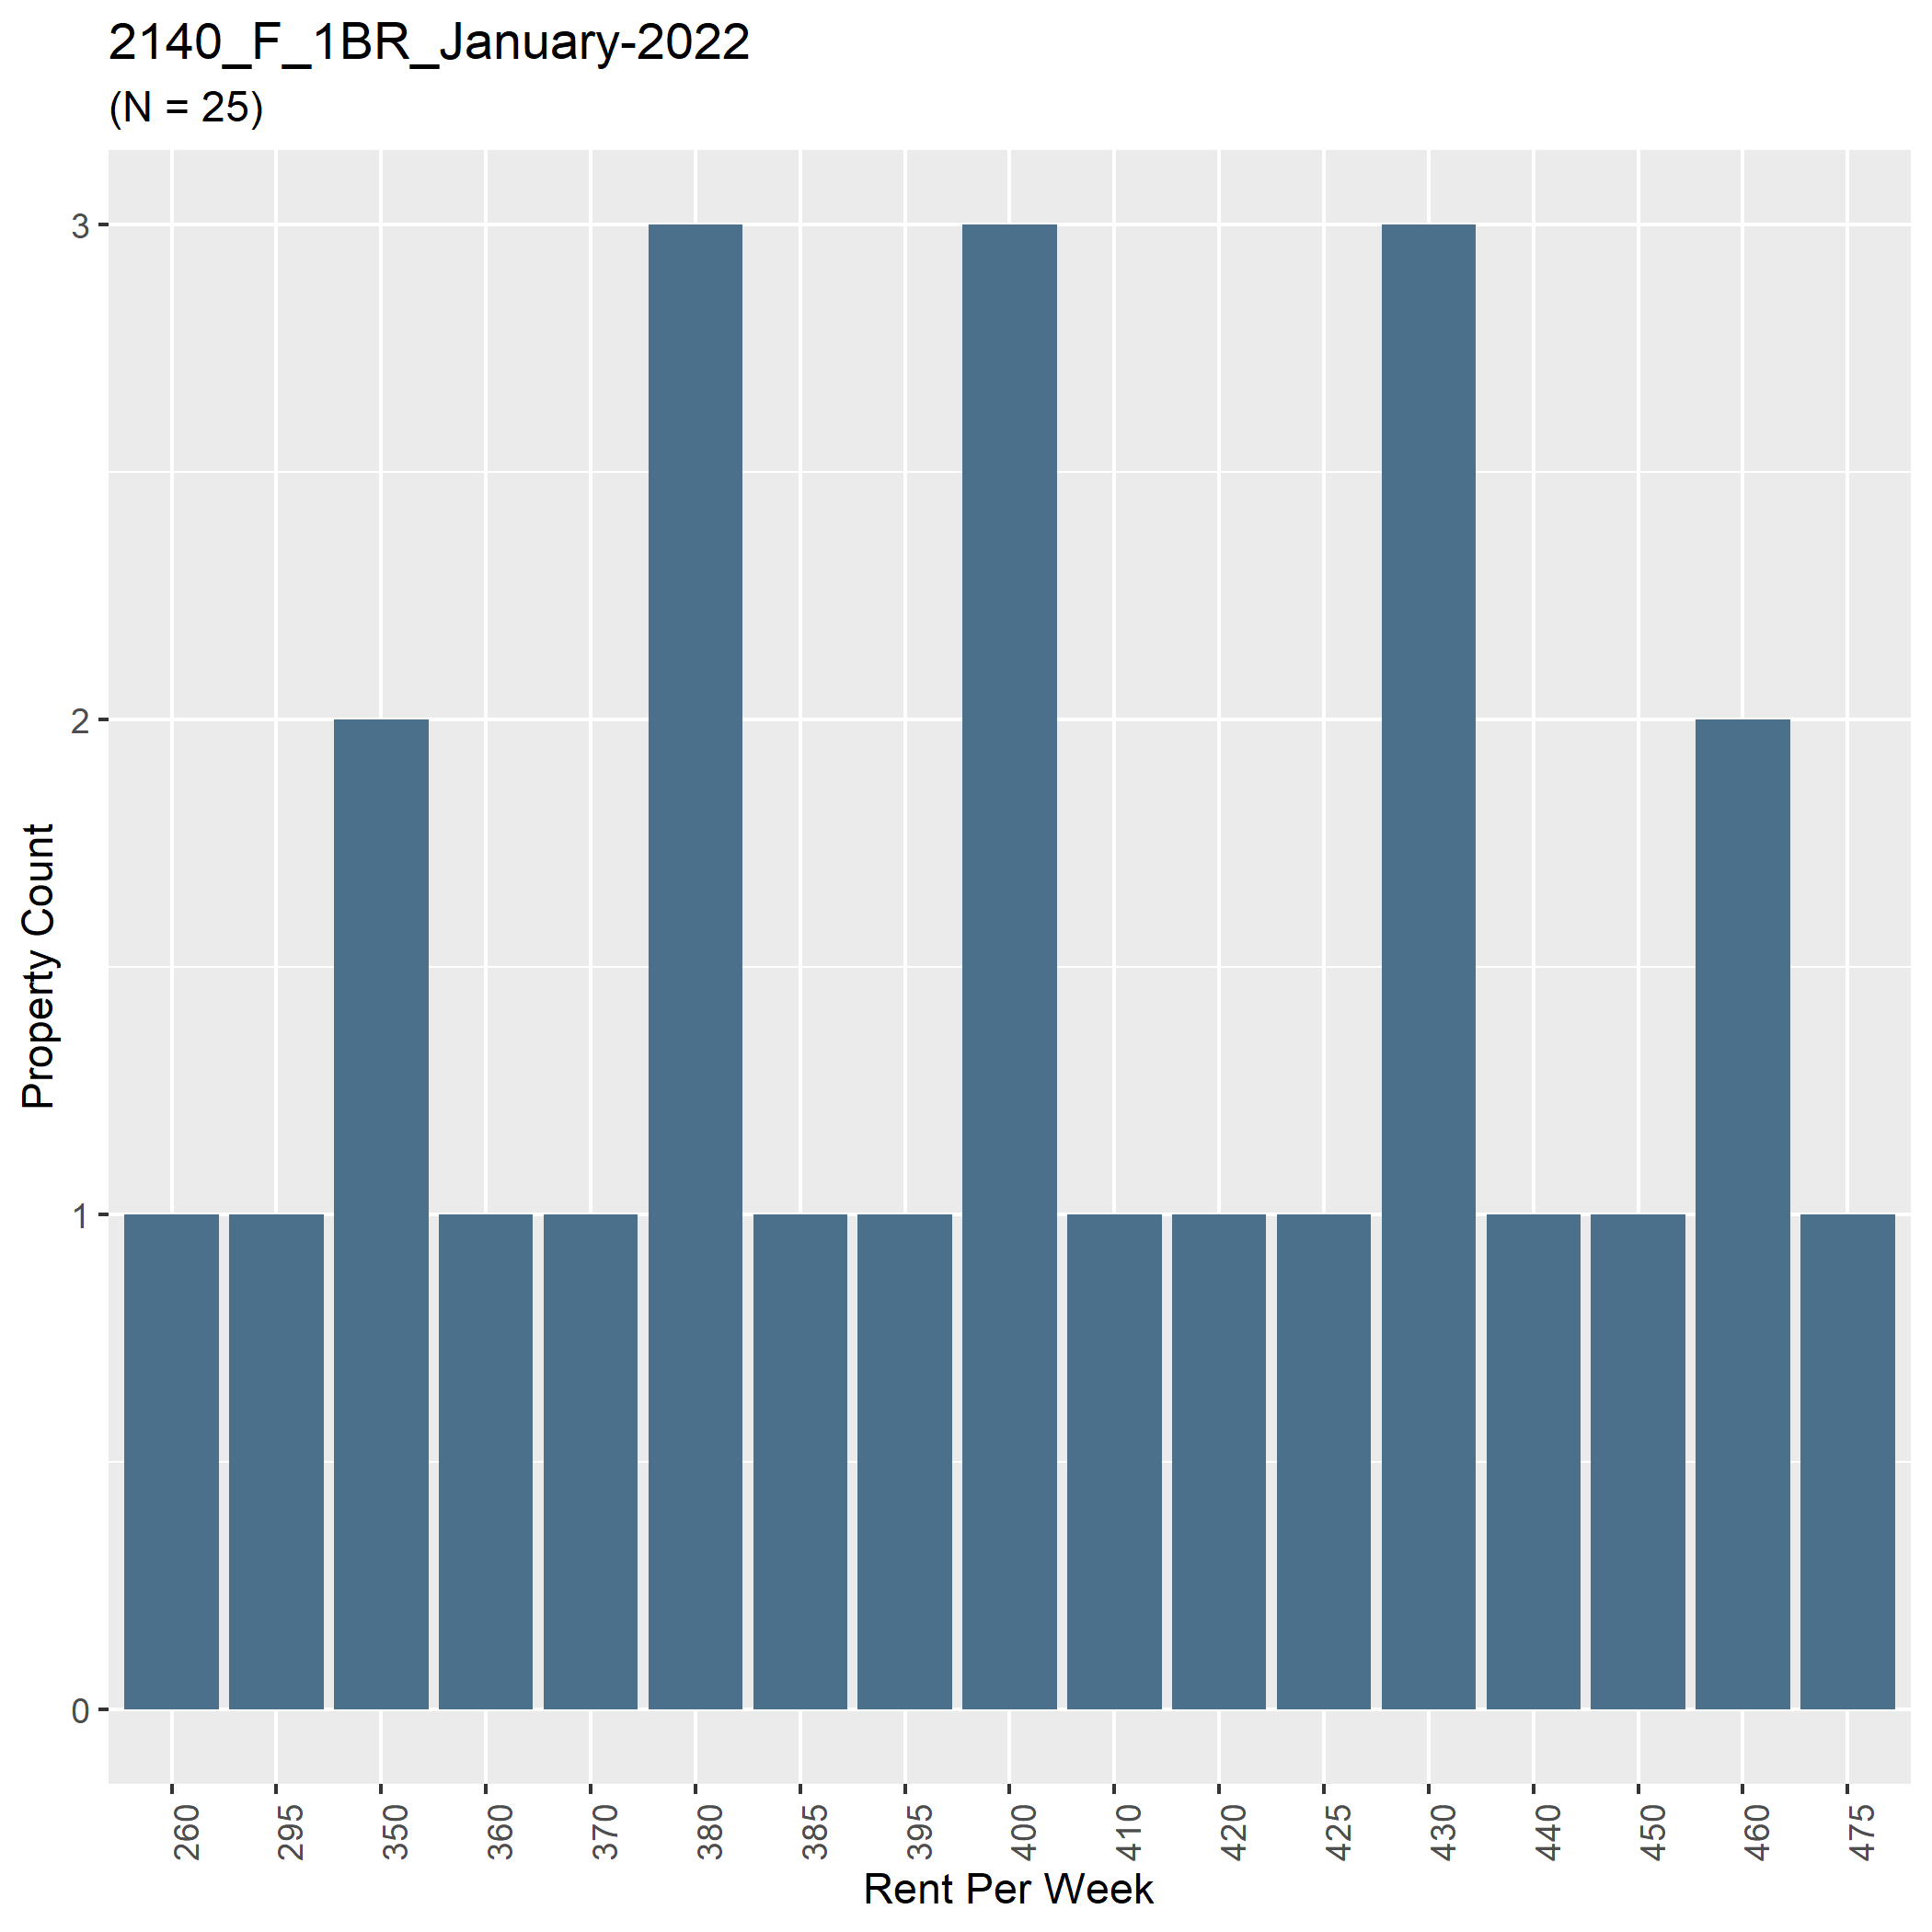 2140_F_1BR_January-2022
(N = 25)
3
2
1
0
Property Count
260 295 350 360 370 380 385 395 400 410 420 425 430 440 450 460 475
Rent Per Week